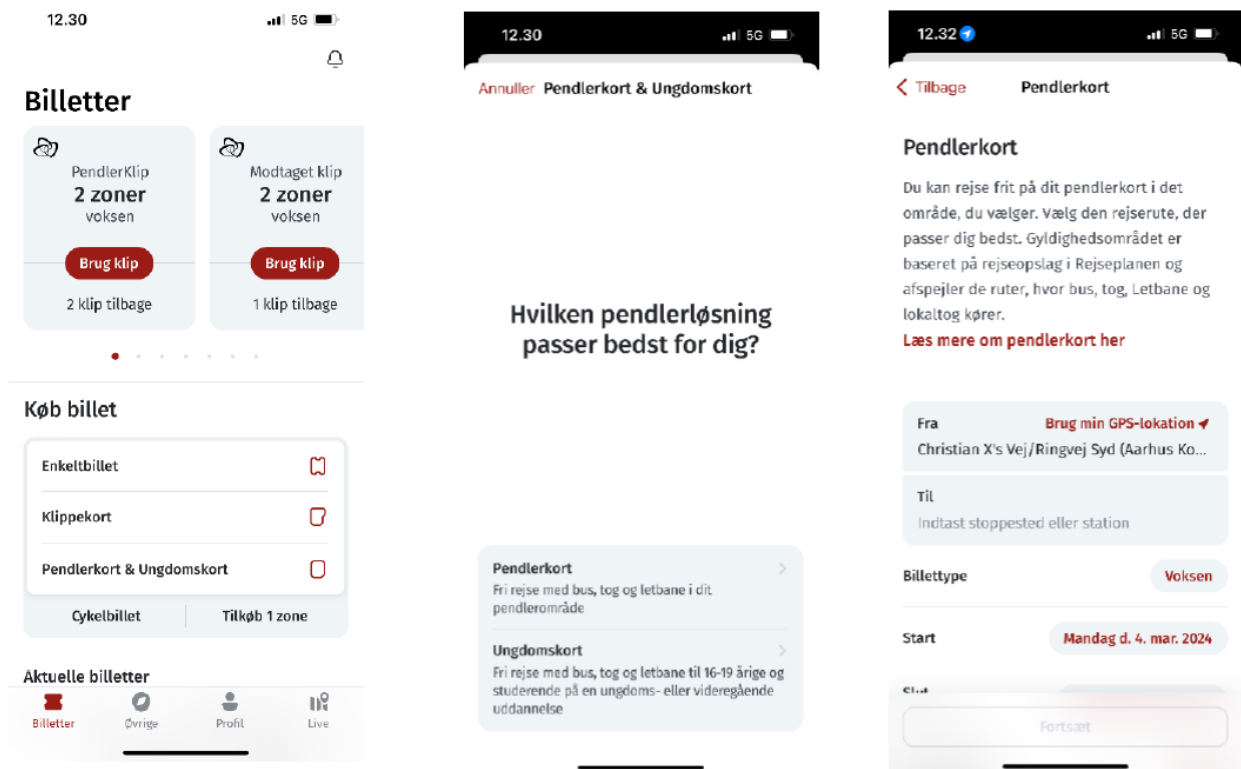 12.30
5G
Billetter
PendlerKlip
2 zoner
voksen
Brug klip
2 klip tilbage
Modtaget klip
2 zoner
voksen
Brug klip
1 klip tilbage
Køb billet
Enkeltbillet
Klippekort
Pendlerkort & Ungdomskort
Cykelbillet
Tilkøb 1 zone
Aktuelle billetter
Billetter
Øvrige
Profil
Live
12.30
5G
Annuller Pendlerkort & Ungdomskort
Hvilken pendlerløsning
passer bedst for dig?
Pendlerkort
Fri rejse med bus, tog og letbane i dit
pendlerområde
Ungdomskort
Fri rejse med bus, tog og letbane til 16-19 årige og
studerende på en ungdoms- eller videregående
uddannelse
12.32
5G
Tilbage
Pendlerkort
Pendlerkort
Du kan rejse frit på dit pendlerkort i det
område, du vælger. Vælg den rejserute, der
passer dig bedst. Gyldighedsområdet er
baseret på rejseopslag i Rejseplanen og
afspejler de ruter, hvor bus, tog, Letbane og
lokaltog kører.
Læs mere om pendlerkort her
Fra
Brug min GPS-lokation
Christian X's Vej/Ringvej Syd (Aarhus Ko...
Til
Indtast stoppested eller station
Billettype
Voksen
Start
Mandag d. 4. mar. 2024
Fortsæt